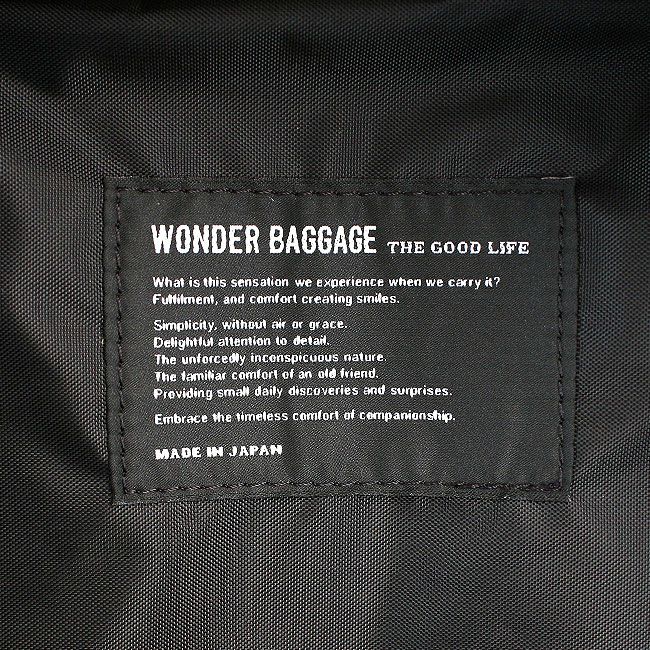 WONDER BAGGAGE THE GOOD LIFE
What is this sensation we experience when we carry it?
Fulfilment, and comfort creating smiles.
Simplicity, without air or grace.
Delightful attention to detail.
The unforcedly inconspicuous nature.
The familiar comfort of an old friend.
Providing small daily discoveries and surprises.
Embrace the timeless comfort of companionship.
MADE IN JAPAN